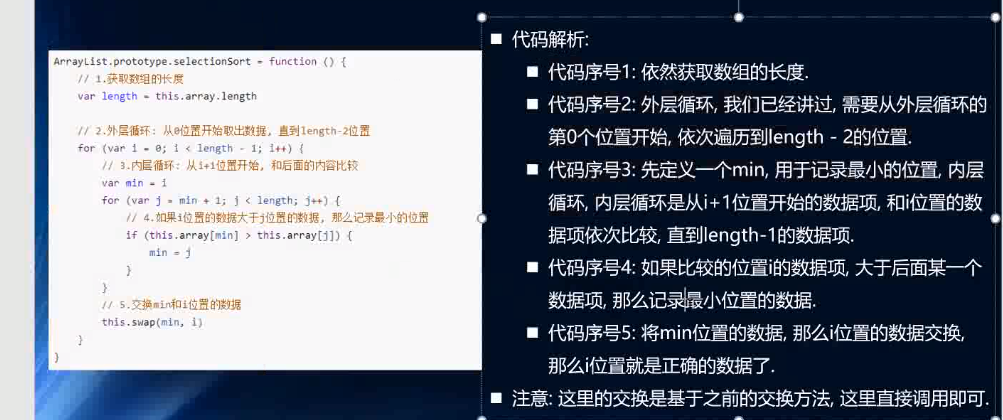 ArrayList.prototype.selectionSort = function () {
// 1.获取数组的长度
var length = this.array.length
// 2.外层循环: 从0位置开始取出数据, 直到length-2位置
for (var i = 0; i < length - 1; i++) {
// 3.内层循环: 从i+1位置开始, 和后面的内容比较
var min = i
for (var j = min + 1; j < length; j++) {
// 4.如果i位置的数据大于j位置的数据, 那么记录最小的位置
if (this.array[min] > this.array[j]) {
min = j
}
}
// 5.交换min和i位置的数据
this.swap(min, i)
}
}
■ 代码解析:
■ 代码序号1: 依然获取数组的长度.
■ 代码序号2: 外层循环, 我们已经讲过, 需要从外层循环的
第0个位置开始, 依次遍历到length - 2的位置.
■ 代码序号3: 先定义一个min, 用于记录最小的位置, 内层
循环, 内层循环是从i+1位置开始的数据项, 和i位置的数
据项依次比较, 直到length-1的数据项.
■ 代码序号4: 如果比较的位置i的数据项, 大于后面某一个
数据项, 那么记录最小位置的数据.
■ 代码序号5: 将min位置的数据, 那么i位置的数据交换,
那么i位置就是正确的数据了.
■ 注意: 这里的交换是基于之前的交换方法, 这里直接调用即可.